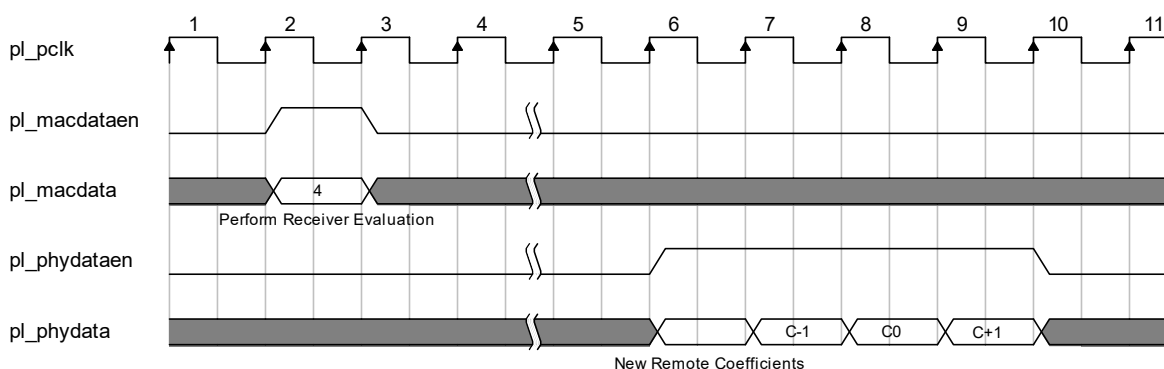 1 2 3 4 5 6 7 8 9 10 11
pl_pclk
pl_macdataen
pl_macdata 4
Perform Receiver Evaluation
pl_phydataen
pl_phydata C-1 C0 C+1
New Remote Coefficients